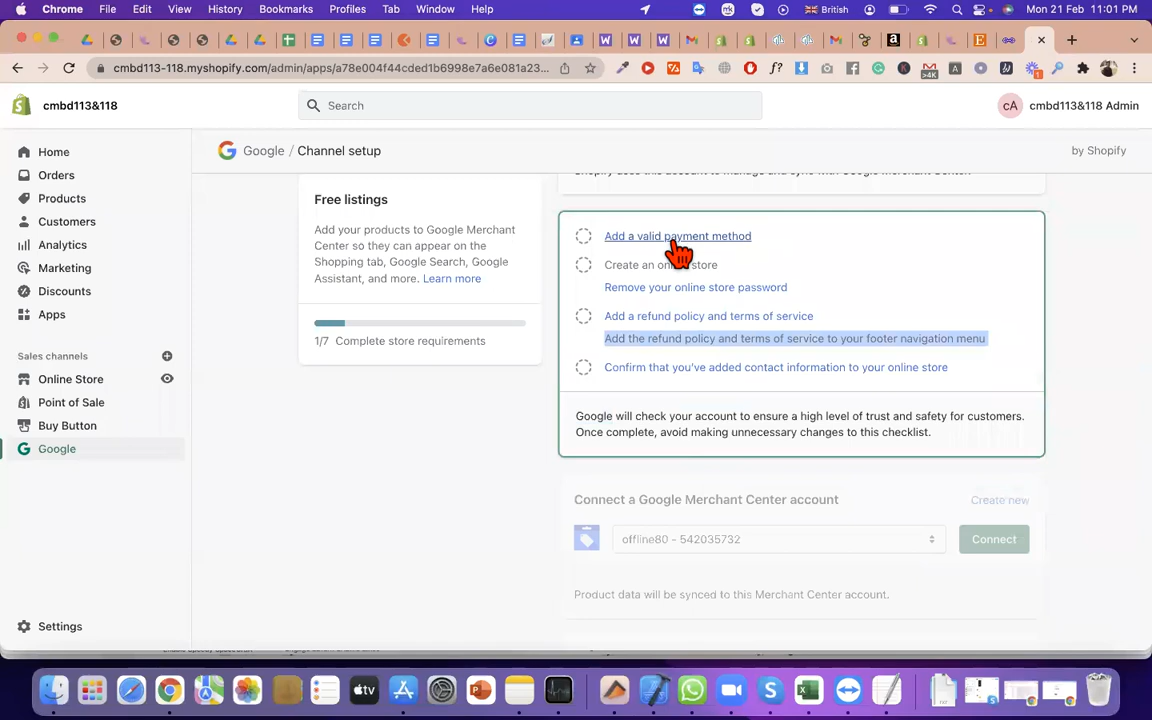 Chrome File Edit View History Bookmarks Profiles Tab Window Help
British Mon 21 Feb 11:01 PM
cmbd113-118.myshopify.com/admin/apps/a78e004f44cded1b6998e7a6e081a23...
>4K
cmbd113&118
Search
cA cmbd113&118 Admin
Google / Channel setup
by Shopify
Home
Orders
Products
Customers
Analytics
Marketing
Discounts
Apps
Sales channels
Online Store
Point of Sale
Buy Button
Google
Settings
Free listings
Add your products to Google Merchant
Center so they can appear on the
Shopping tab, Google Search, Google
Assistant, and more. Learn more
1/7 Complete store requirements
Shopify uses this account to manage and sync with Google Merchant Center.
Add a valid payment method
Create an online store
Remove your online store password
Add a refund policy and terms of service
Add the refund policy and terms of service to your footer navigation menu
Confirm that you've added contact information to your online store
Google will check your account to ensure a high level of trust and safety for customers.
Once complete, avoid making unnecessary changes to this checklist.
Connect a Google Merchant Center account
Create new
offline80 - 542035732
Connect
Product data will be synced to this Merchant Center account.
tv